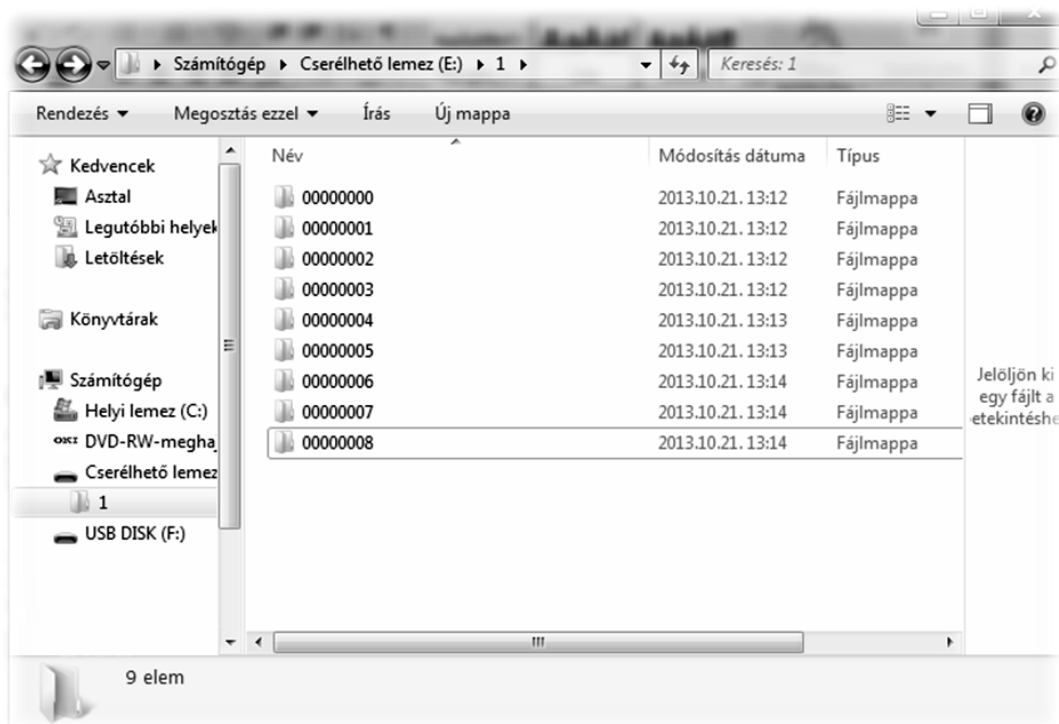 Számítógép ▸ Cserélhető lemez (E:) ▸ 1 ▸
Keresés: 1
Rendezés ▾ Megosztás ezzel ▾ Írás Új mappa
Kedvencek
Asztal
Legutóbbi helyek
Letöltések
Könyvtárak
Számítógép
Helyi lemez (C:)
DVD-RW-megha
Cserélhető lemez
1
USB DISK (F:)
Név Módosítás dátuma Típus
00000000 2013.10.21. 13:12 Fájlmappa
00000001 2013.10.21. 13:12 Fájlmappa
00000002 2013.10.21. 13:12 Fájlmappa
00000003 2013.10.21. 13:12 Fájlmappa
00000004 2013.10.21. 13:13 Fájlmappa
00000005 2013.10.21. 13:13 Fájlmappa
00000006 2013.10.21. 13:14 Fájlmappa
00000007 2013.10.21. 13:14 Fájlmappa
00000008 2013.10.21. 13:14 Fájlmappa
Jelöljön ki
egy fájlt a
etekintéshe
9 elem